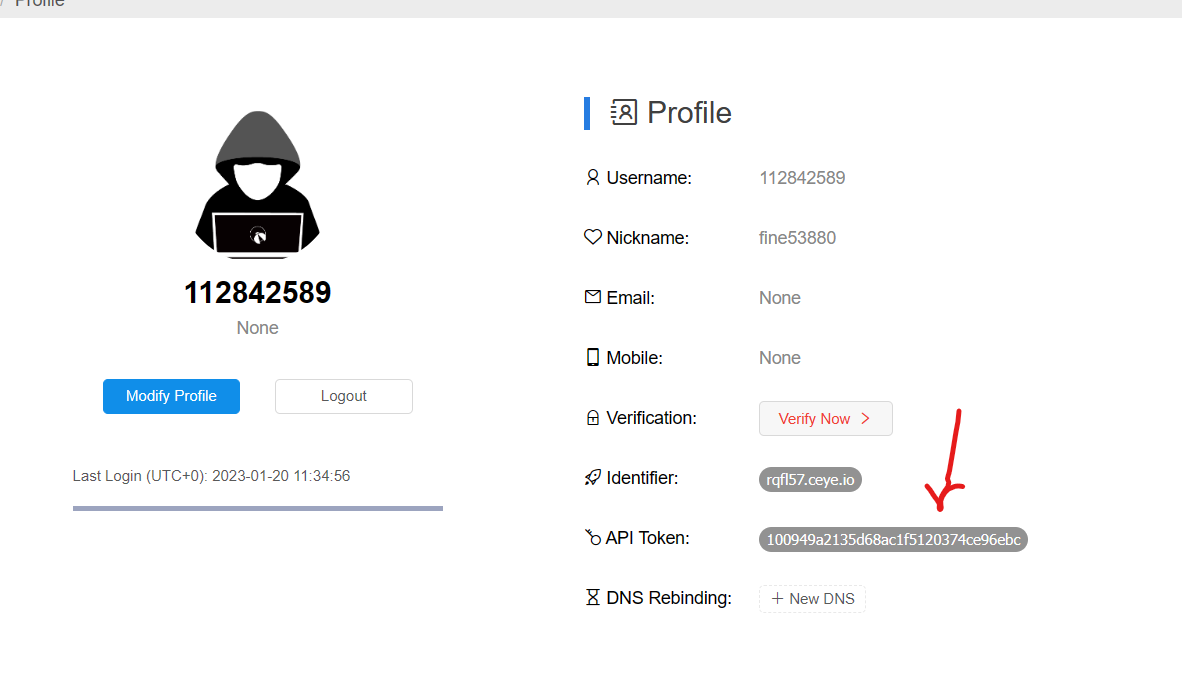 / Profile
Profile
Username: 112842589
Nickname: fine53880
Email: None
Mobile: None
Verification: Verify Now >
Identifier: rqfl57.ceye.io
API Token: 100949a2135d68ac1f5120374ce96ebc
DNS Rebinding: + New DNS
112842589
None
Modify Profile Logout
Last Login (UTC+0): 2023-01-20 11:34:56